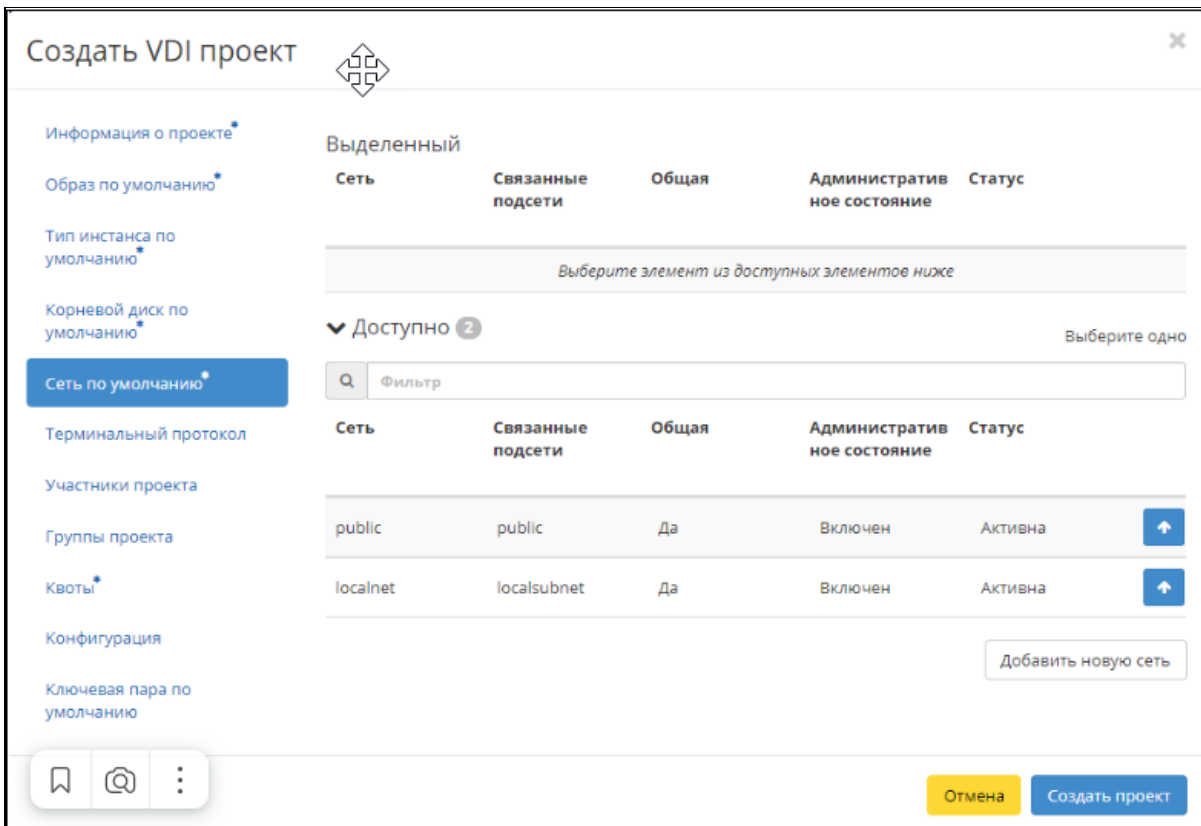 Создать VDI проект
×
Информация о проекте*
Образ по умолчанию*
Тип инстанса по
умолчанию*
Корневой диск по
умолчанию*
Сеть по умолчанию*
Терминальный протокол
Участники проекта
Группы проекта
Квоты*
Конфигурация
Ключевая пара по
умолчанию
Выделенный
Сеть Связанные Общая Административ Статус
подсети ное состояние
Выберите элемент из доступных элементов ниже
Доступно 2
Выберите одно
Фильтр
Сеть Связанные Общая Административ Статус
подсети ное состояние
public public Да Включен Активна
localnet localsubnet Да Включен Активна
Добавить новую сеть
Отмена Создать проект